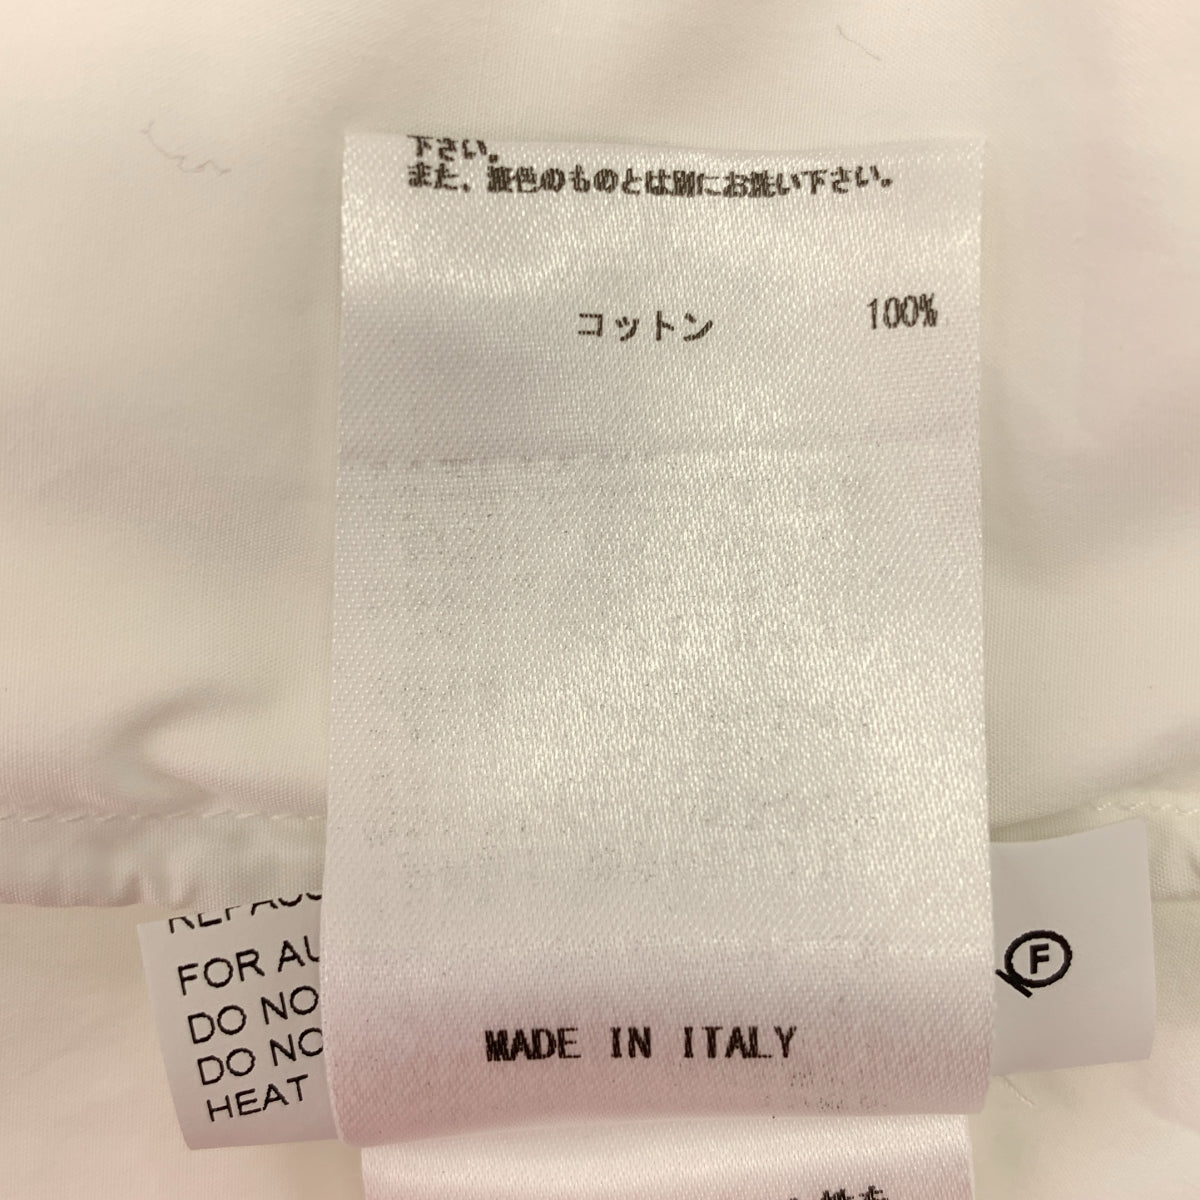 下さい。
また、淡色のものとは別にお洗い下さい。
コットン 100%
FOR AU
DO NO
DO NO
HEAT
F
MADE IN ITALY